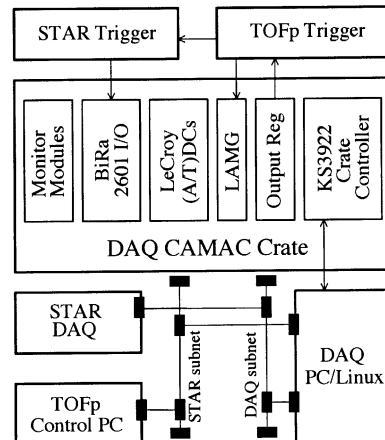 STAR Trigger
TOFp Trigger
Monitor
Modules
BiRa
2601 I/O
LeCroy
(A/T)DCs
LAMG
Output Reg
KS3922
Crate
Controller
DAQ CAMAC Crate
STAR
DAQ
STAR subnet
DAQ subnet
DAQ
PC/Linux
TOFp
Control PC